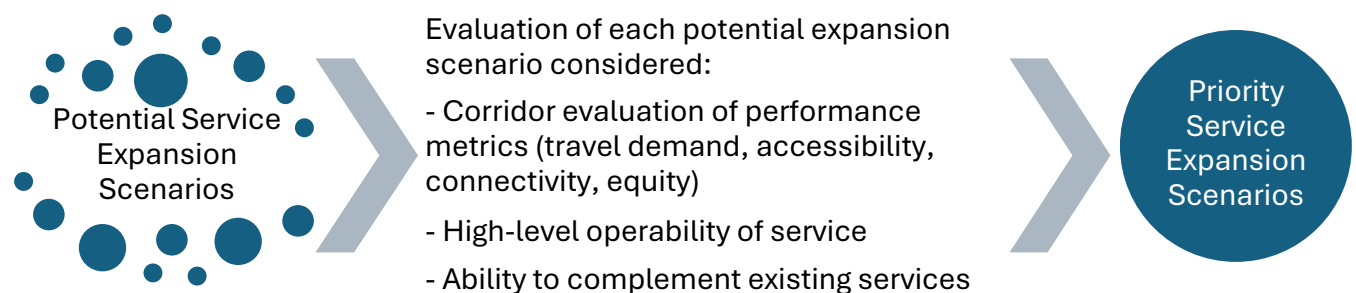 Potential Service
Expansion
Scenarios
Evaluation of each potential expansion
scenario considered:
- Corridor evaluation of performance
metrics (travel demand, accessibility,
connectivity, equity)
- High-level operability of service
- Ability to complement existing services
Priority
Service
Expansion
Scenarios